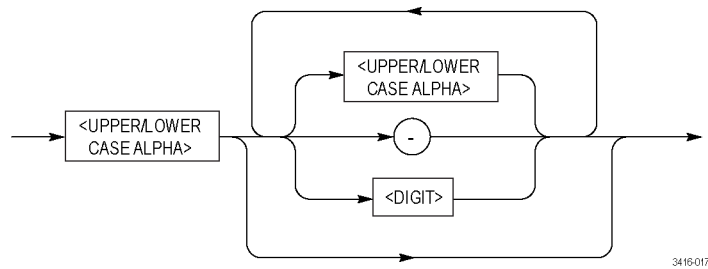 <UPPER/LOWER
CASE ALPHA>
<UPPER/LOWER
CASE ALPHA>
-
<DIGIT>
3416-017